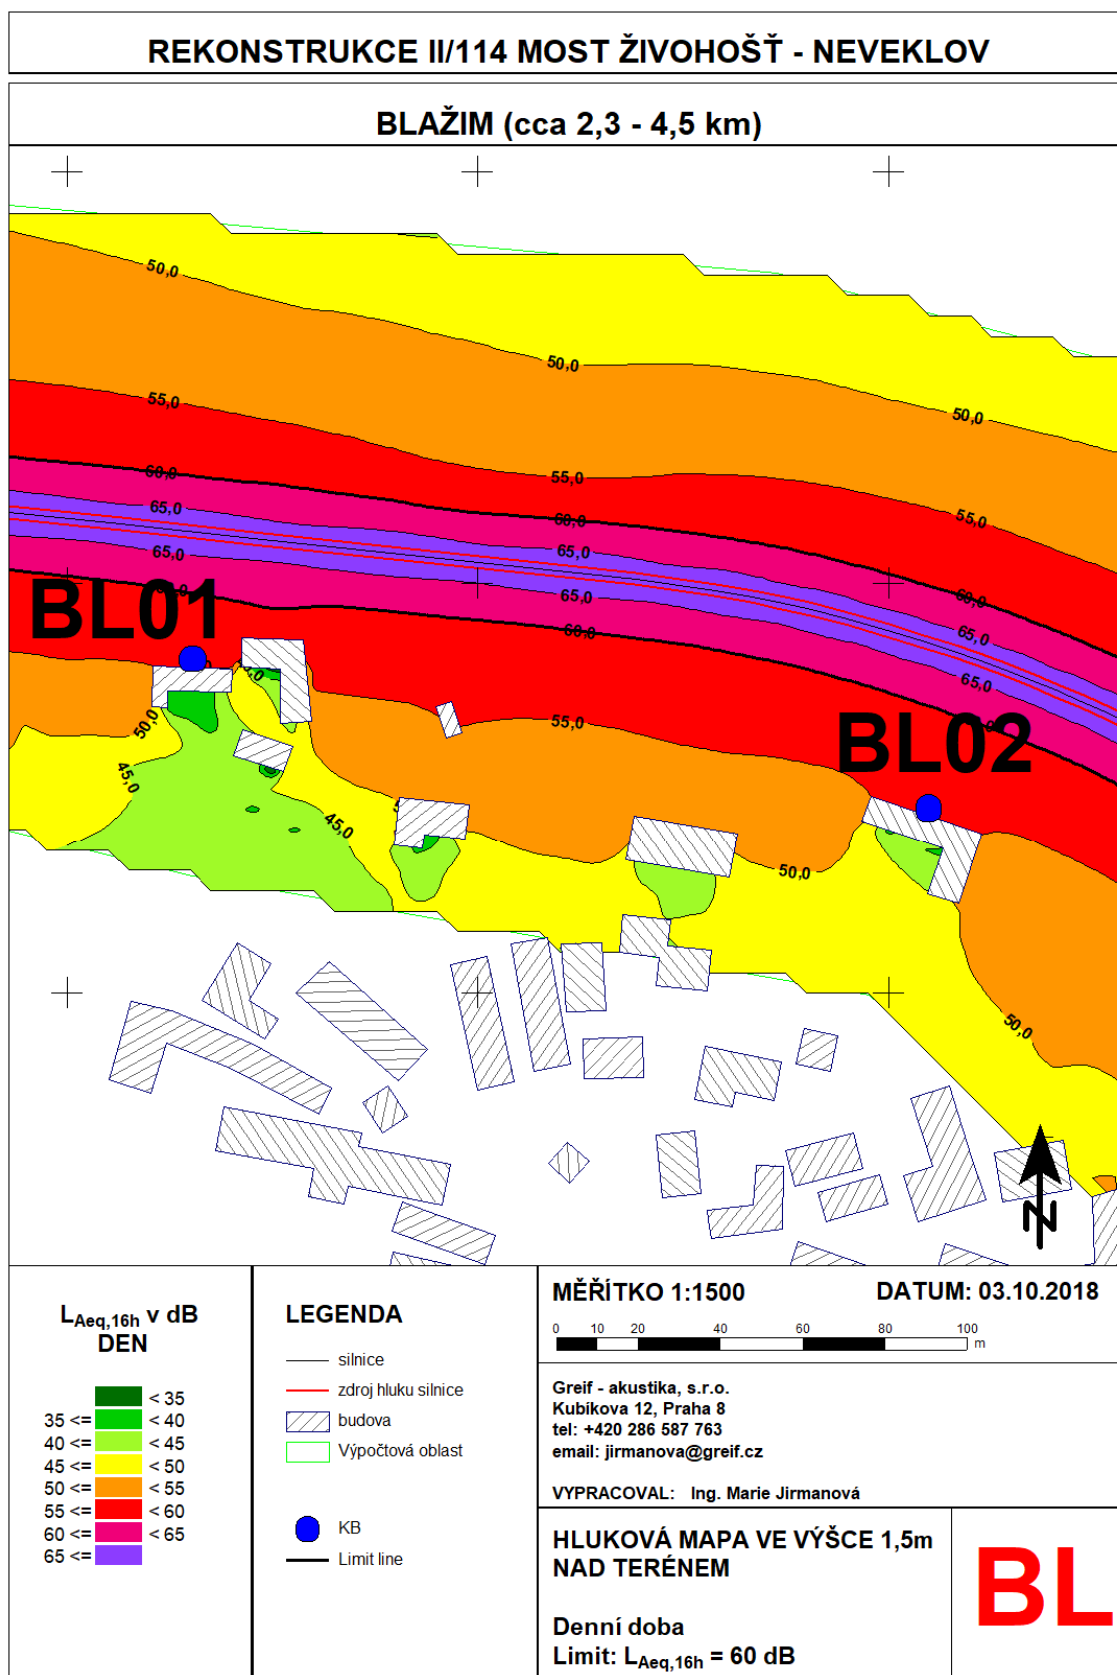 REKONSTRUKCE II/114 MOST ŽIVOHOŠŤ - NEVEKLOV
BLAŽIM (cca 2,3 - 4,5 km)
50,0
50,0
50,0
55,0
55,0
55,0
60,0
60,0
60,0
65,0
65,0
65,0
65,0
65,0
65,0
60,0
BL01
BL02
55,0
50,0
45,0
45,0
50,0
50,0
N
L Aeq,16h v dB
DEN
< 35
35 <= < 40
40 <= < 45
45 <= < 50
50 <= < 55
55 <= < 60
60 <= < 65
65 <=
LEGENDA
silnice
zdroj hluku silnice
budova
Výpočtová oblast
KB
Limit line
MĚŘÍTKO 1:1500 DATUM: 03.10.2018
0 10 20 40 60 80 100
m
Greif - akustika, s.r.o.
Kubíkova 12, Praha 8
tel: +420 286 587 763
email: jirmanova@greif.cz
VYPRACOVAL: Ing. Marie Jirmanová
HLUKOVÁ MAPA VE VÝŠCE 1,5m
NAD TERÉNEM
Denní doba
Limit: L Aeq,16h = 60 dB
BL